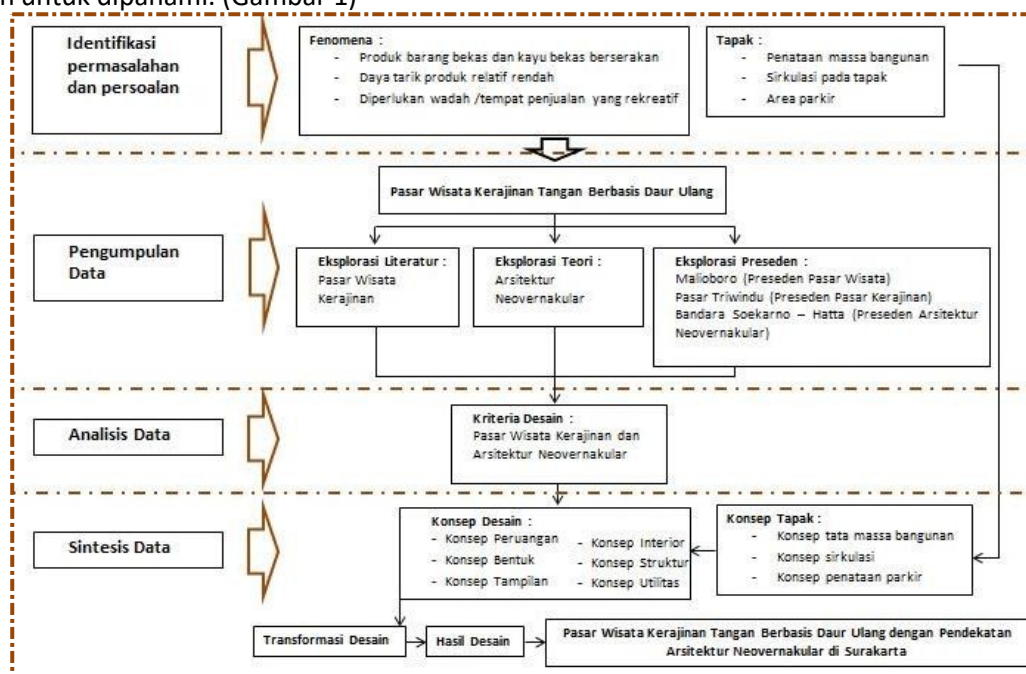 n untuk dipahami. (Gambar 1)
Identifikasi
permasalahan
dan persoalan
Fenomena :
- Produk barang bekas dan kayu bekas berserakan
- Daya tarik produk relatif rendah
- Diperlukan wadah /tempat penjualan yang rekreatif
Tapak :
- Penataan massa bangunan
- Sirkulasi pada tapak
- Area parkir
Pasar Wisata Kerajinan Tangan Berbasis Daur Ulang
Pengumpulan
Data
Eksplorasi Literatur :
Pasar Wisata
Kerajinan
Eksplorasi Teori :
Arsitektur
Neovernakular
Eksplorasi Preseden :
Malioboro (Preseden Pasar Wisata)
Pasar Triwindu (Preseden Pasar Kerajinan)
Bandara Soekarno – Hatta (Preseden Arsitektur
Neovernakular)
Analisis Data
Kriteria Desain :
Pasar Wisata Kerajinan dan
Arsitektur Neovernakular
Sintesis Data
Konsep Desain :
- Konsep Peruangan
- Konsep Bentuk
- Konsep Tampilan
- Konsep Interior
- Konsep Struktur
- Konsep Utilitas
Konsep Tapak :
- Konsep tata massa bangunan
- Konsep sirkulasi
- Konsep penataan parkir
Transformasi Desain
Hasil Desain
Pasar Wisata Kerajinan Tangan Berbasis Daur Ulang dengan Pendekatan
Arsitektur Neovernakular di Surakarta